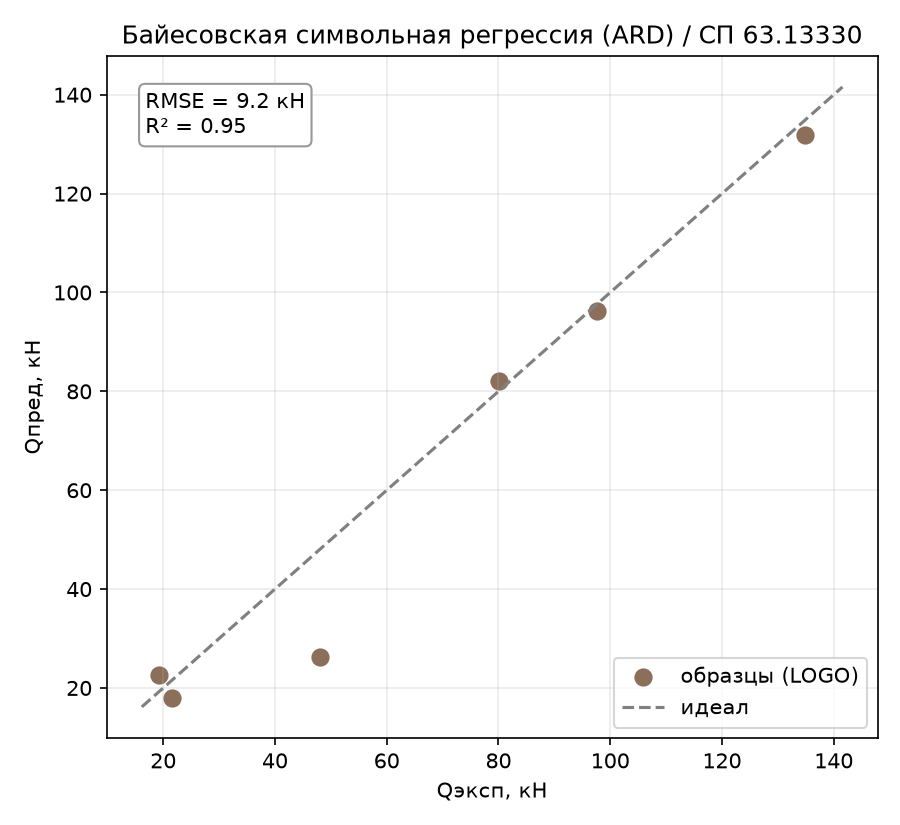 Байесовская символьная регрессия (ARD) / СП 63.13330
RMSE = 9.2 кН
R² = 0.95
140
120
100
80
60
40
20
Qпред, кН
образцы (LOGO)
идеал
20 40 60 80 100 120 140
Qэксп, кН